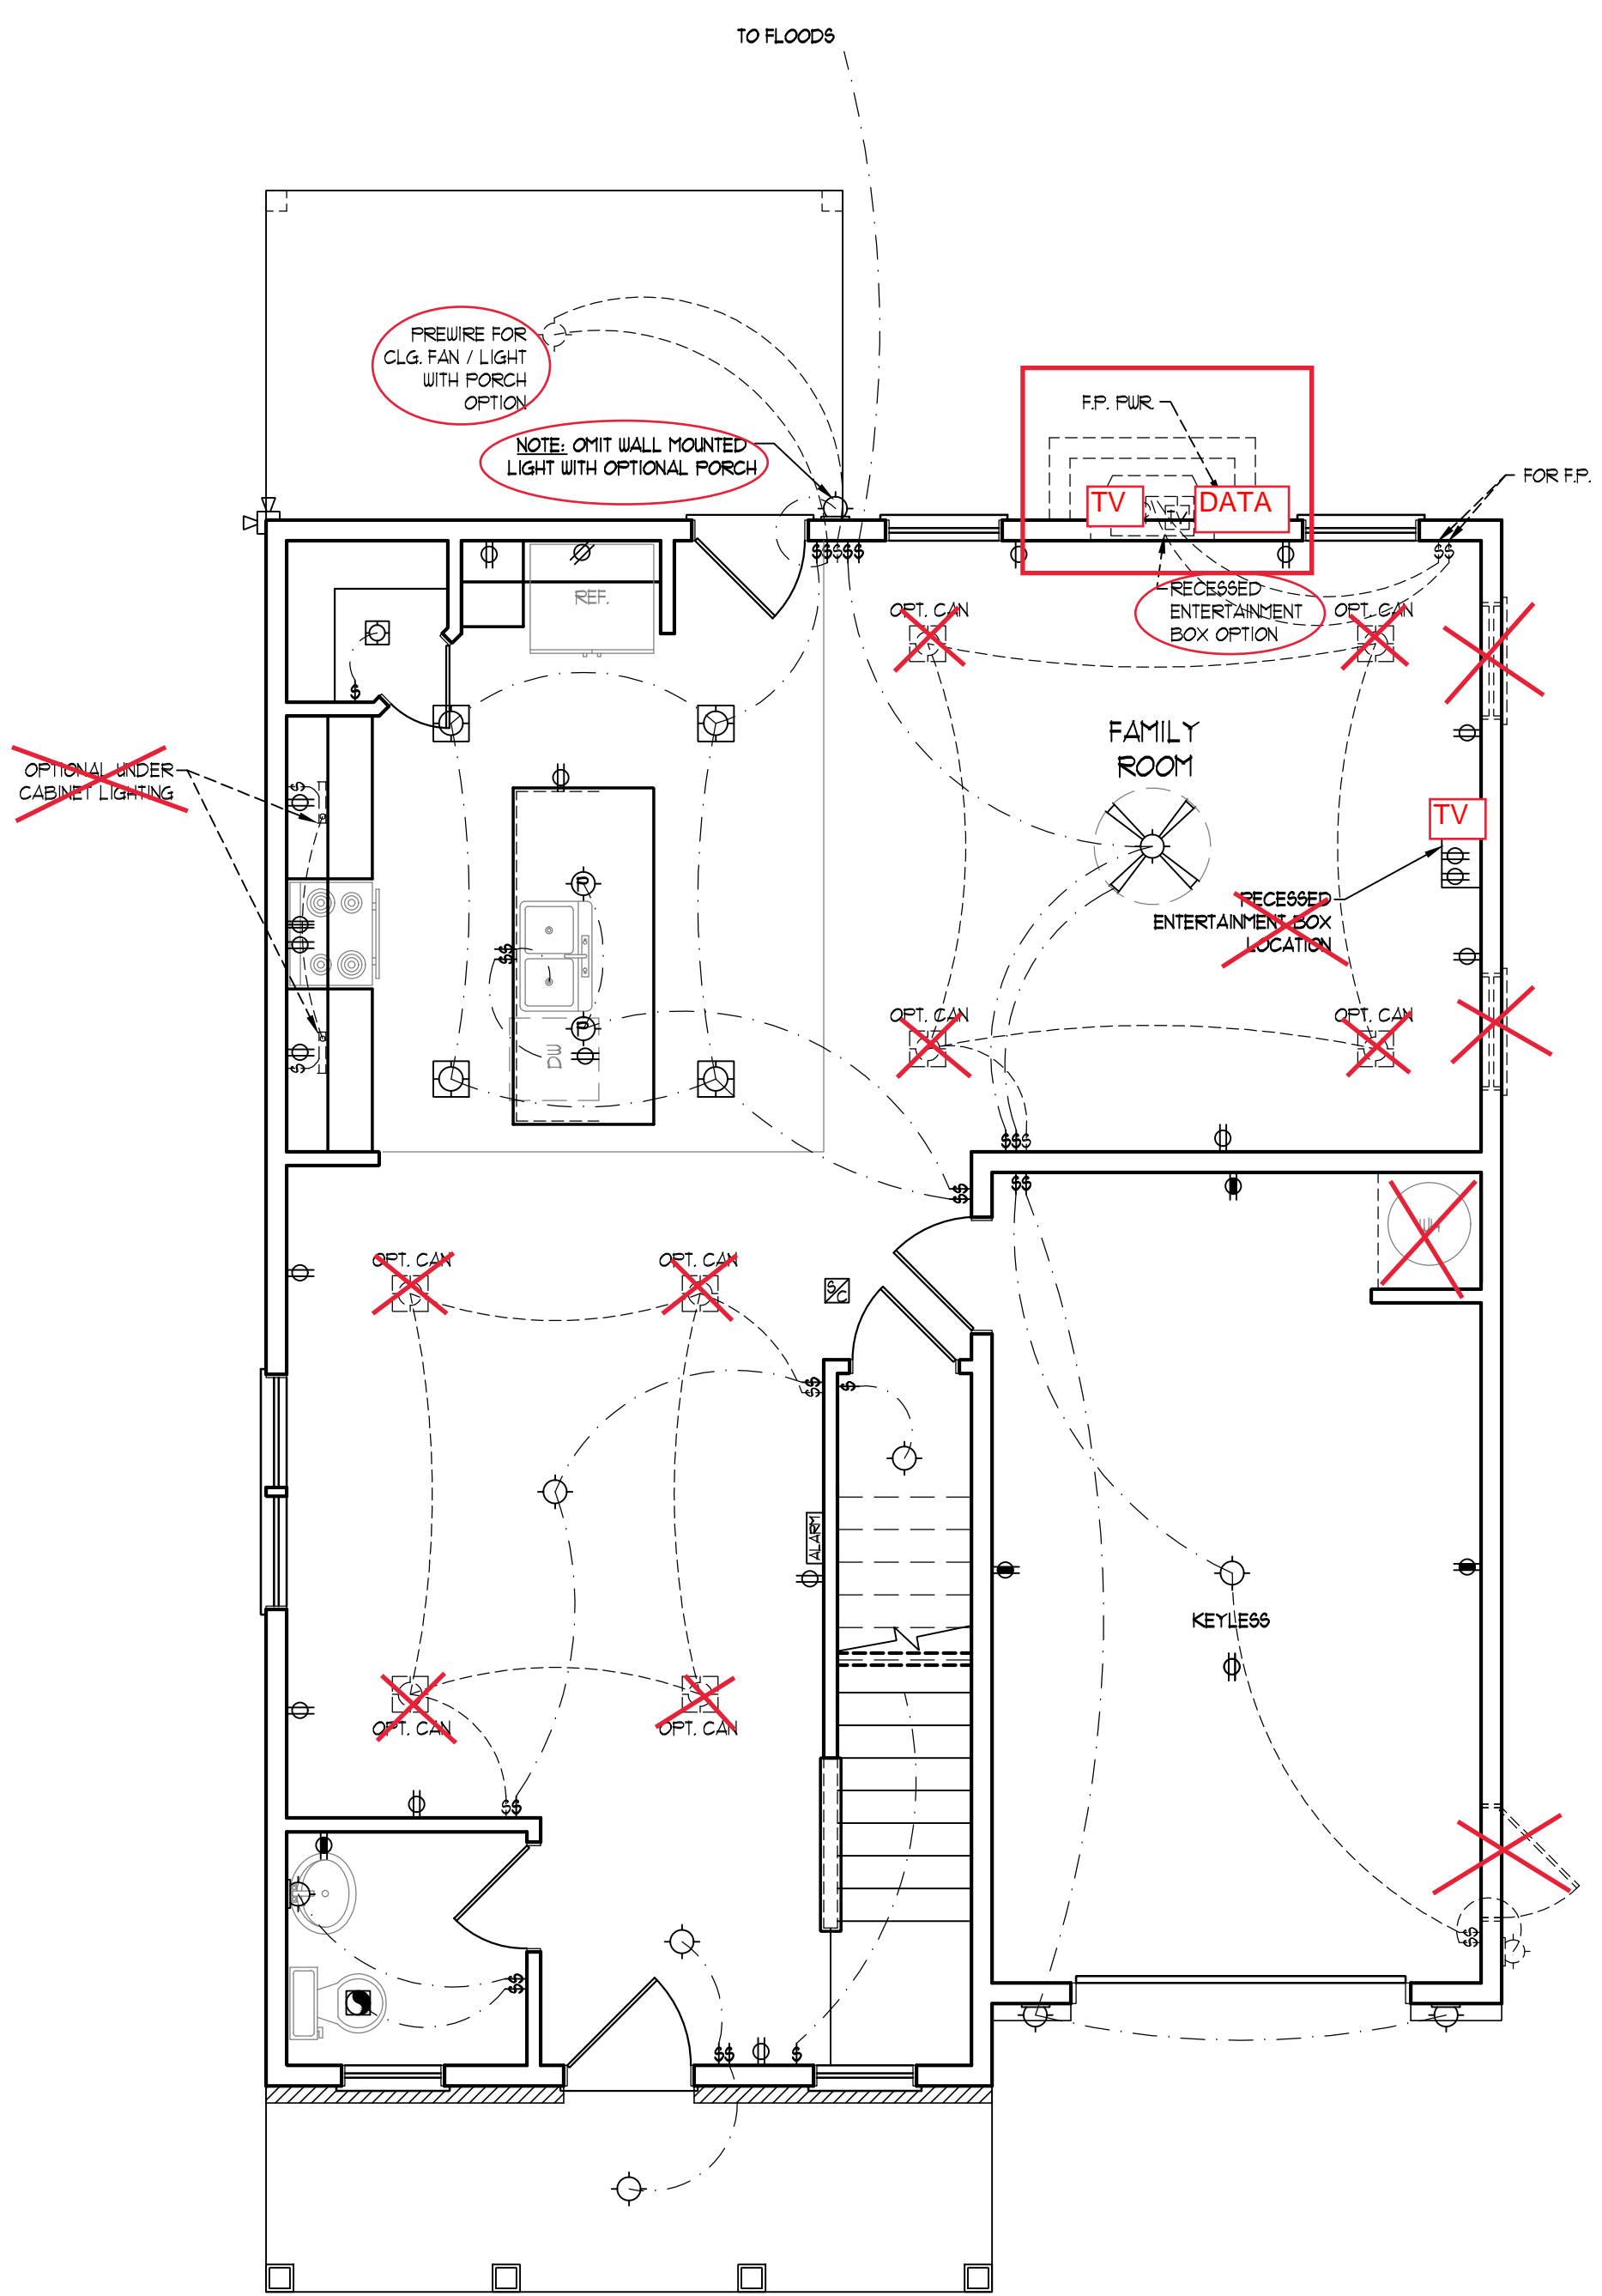 TO FLOODS
PREWIRE FOR
CLG. FAN / LIGHT
WITH PORCH
OPTION
NOTE: OMIT WALL MOUNTED
LIGHT WITH OPTIONAL PORCH
F.P. PWR.
FOR F.P.
TV
DATA
TV
$$$$$
$$
RECESSED
ENTERTAINMENT
BOX OPTION
REF.
OPT. CAN
OPT. CAN
$
FAMILY
ROOM
OPTIONAL UNDER
CABINET LIGHTING
$
TV
P
RECESSED
ENTERTAINMENT BOX
LOCATION
$$
P
DW
$
OPT. CAN
OPT. CAN
$$$
$$
$$
WH
OPT. CAN
OPT. CAN
S/C
$$
$
ALARM
KEYLESS
OPT. CAN
OPT. CAN
$$
$$
$$
$$
$